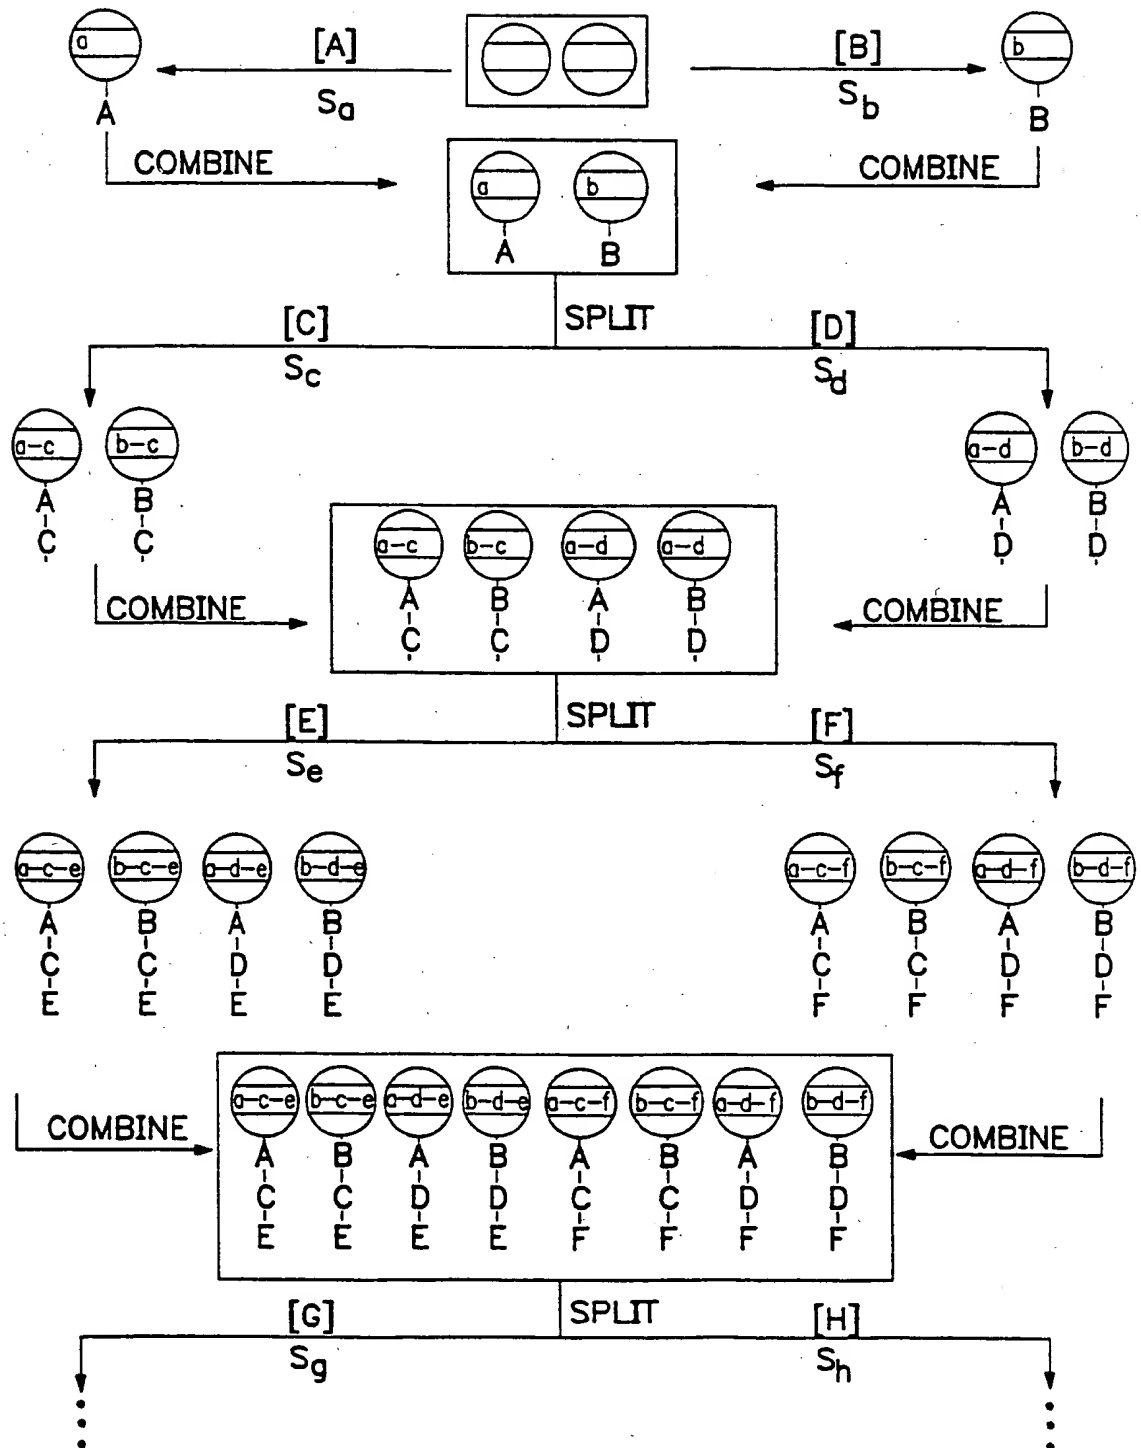 a [A] [B] b
Sa Sb
A B
COMBINE COMBINE
a b
A B
[C] SPLIT [D]
Sc Sd
a-c b-c a-d b-d
A B A B
C C D D
a-c b-c a-d a-d
COMBINE A B A B COMBINE
C C D D
[E] SPLIT [F]
Se Sf
a-c-e b-c-e a-d-e b-d-e a-c-f b-c-f a-d-f b-d-f
A B A B A B A B
C C D D C C D D
E E E E F F F F
a-c-e b-c-e a-d-e b-d-e a-c-f b-c-f a-d-f b-d-f
COMBINE COMBINE
A B A B A B A B
C C D D C C D D
E E E E F F F F
[G] SPLIT [H]
Sg Sh